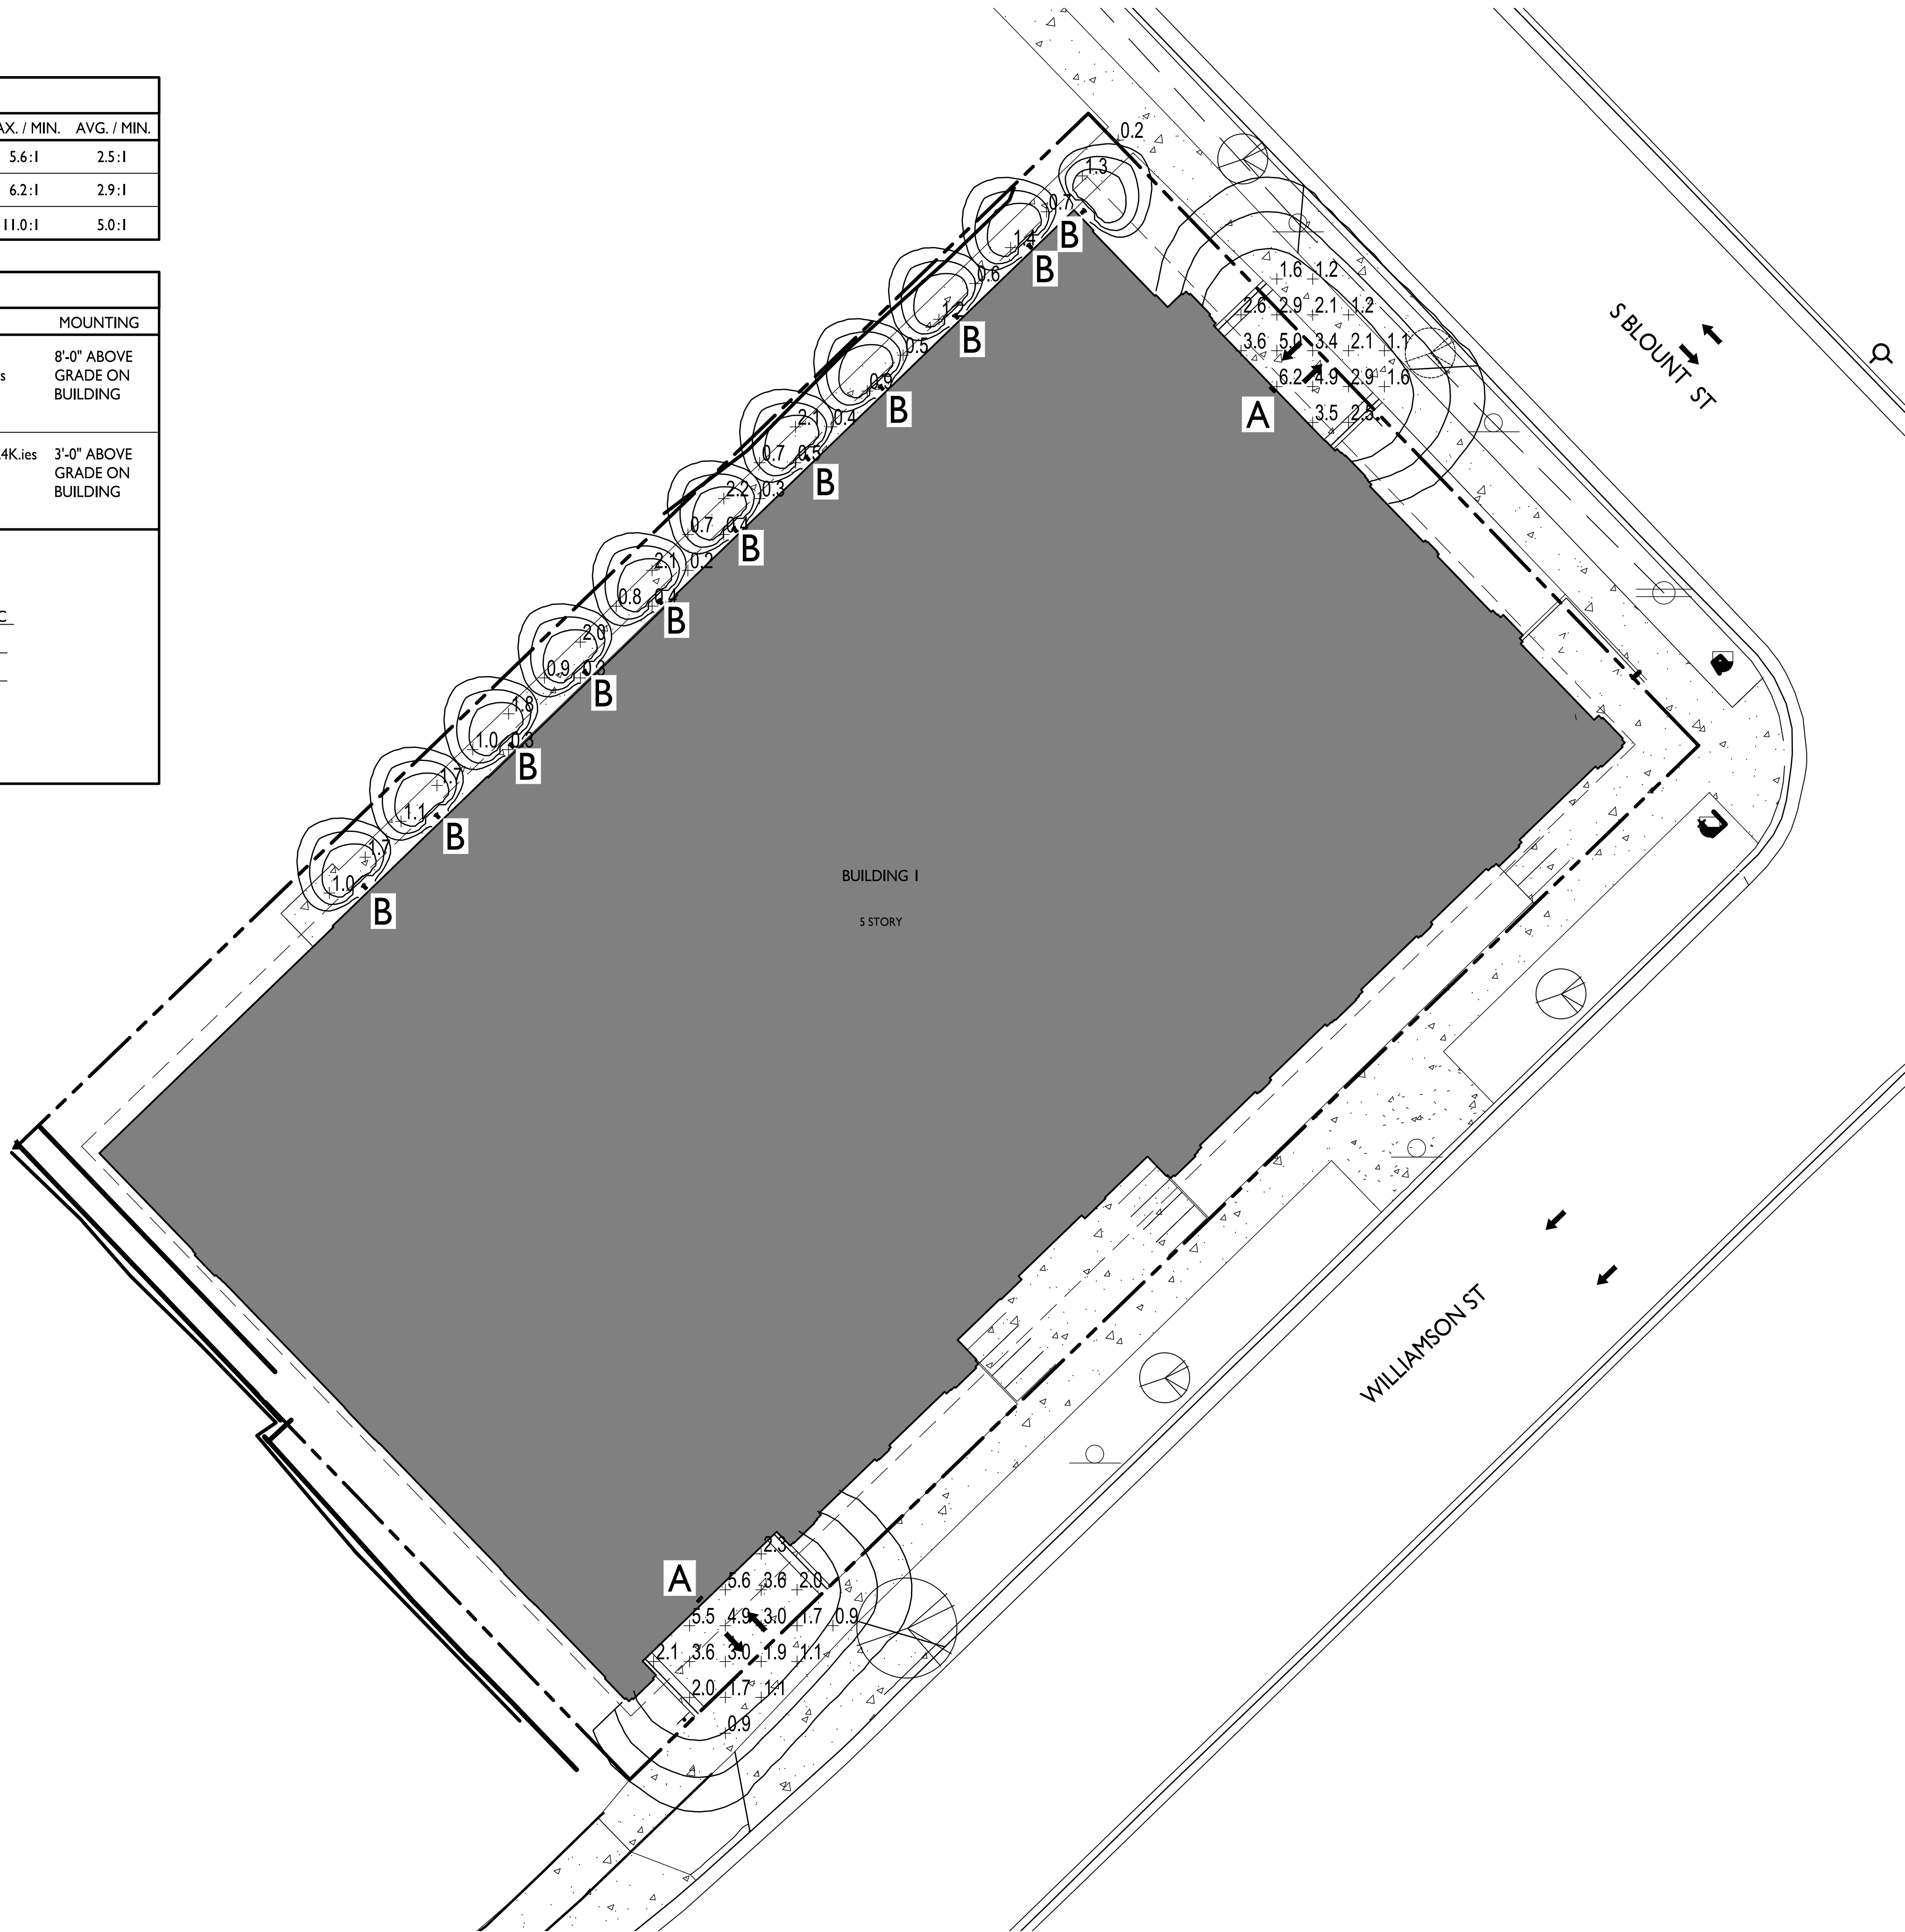 AX. / MIN. AVG. / MIN.
5.6:1 2.5:1
6.2:1 2.9:1
11.0:1 5.0:1
MOUNTING
8'-0" ABOVE
s GRADE ON
BUILDING
4K.ies 3'-0" ABOVE
GRADE ON
BUILDING
C
0.2
1.3
0.7
B
1.4
B
0.6
1.2
B
0.5
0.9
B
2.1 0.4
0.7 0.5
B
2.2 0.3
0.7 0.4
B
2.1 0.2
0.8 0.4
B
2.0
0.9 0.3
B
1.8
1.0 0.3
B
1.7
1.1
B
1.7
1.0
B
1.6 1.2
2.6 2.9 2.1 1.2
3.6 5.0 3.4 2.1 1.1
6.2 4.9 2.9 1.6
A
3.5 2.5
S BLOUNT ST
BUILDING 1
5 STORY
WILLIAMSON ST
2.3
A
5.6 3.6 2.0
5.5 4.9 3.0 1.7 0.9
2.1 3.6 3.0 1.9 1.1
2.0 1.7 1.1
0.9